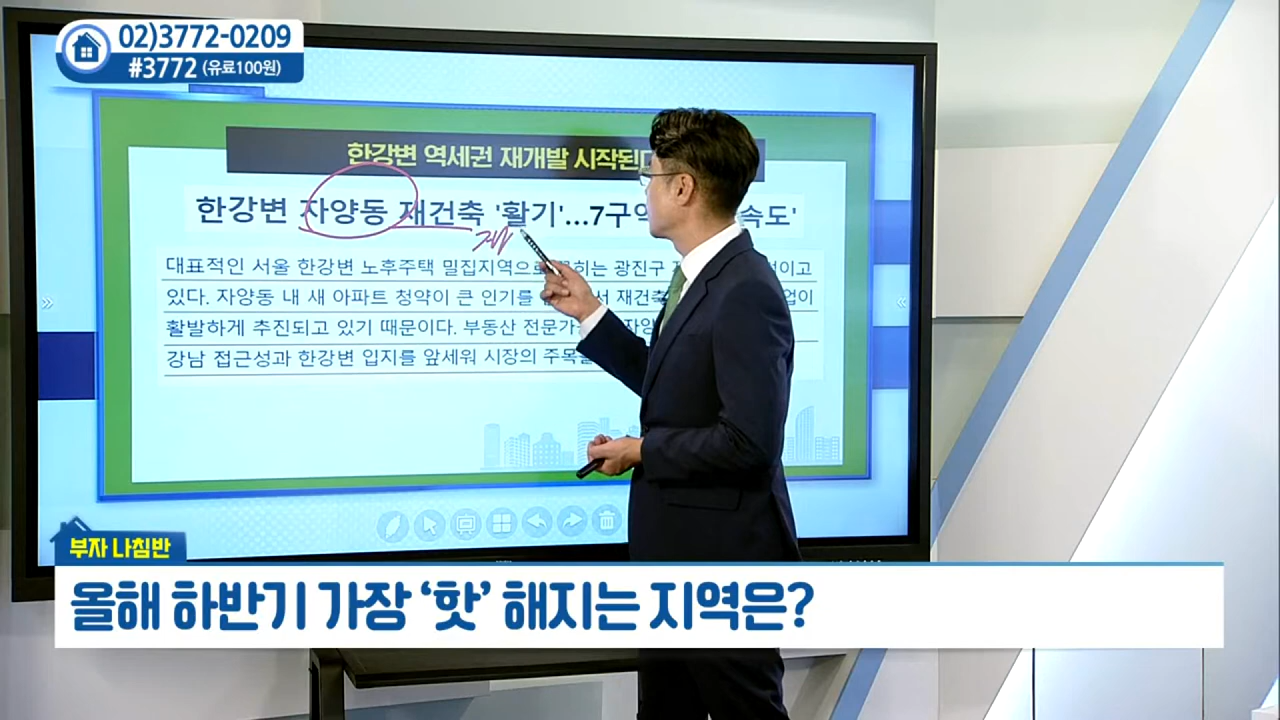 02)3772-0209
#3772 (유료100원)
한강변 역세권 재개발 시작된
한강변 자양동 재건축 '활기'...7구 속도'
대표적인 서울 한강변 노후주택 밀집지역으로 꼽히는 광진구 이고
있다. 자양동 내 새 아파트 청약이 큰 인기를 서 재건축 업이
활발하게 추진되고 있기 때문이다. 부동산 전문가 자양
강남 접근성과 한강변 입지를 앞세워 시장의 주목을
부자 나침반
올해 하반기 가장 ‘핫’ 해지는 지역은?